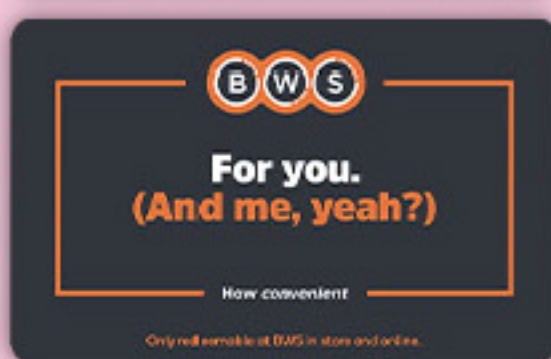 BWS
For you.
(And me, yeah?)
How convenient
Only redeemable at BWS in store and online.